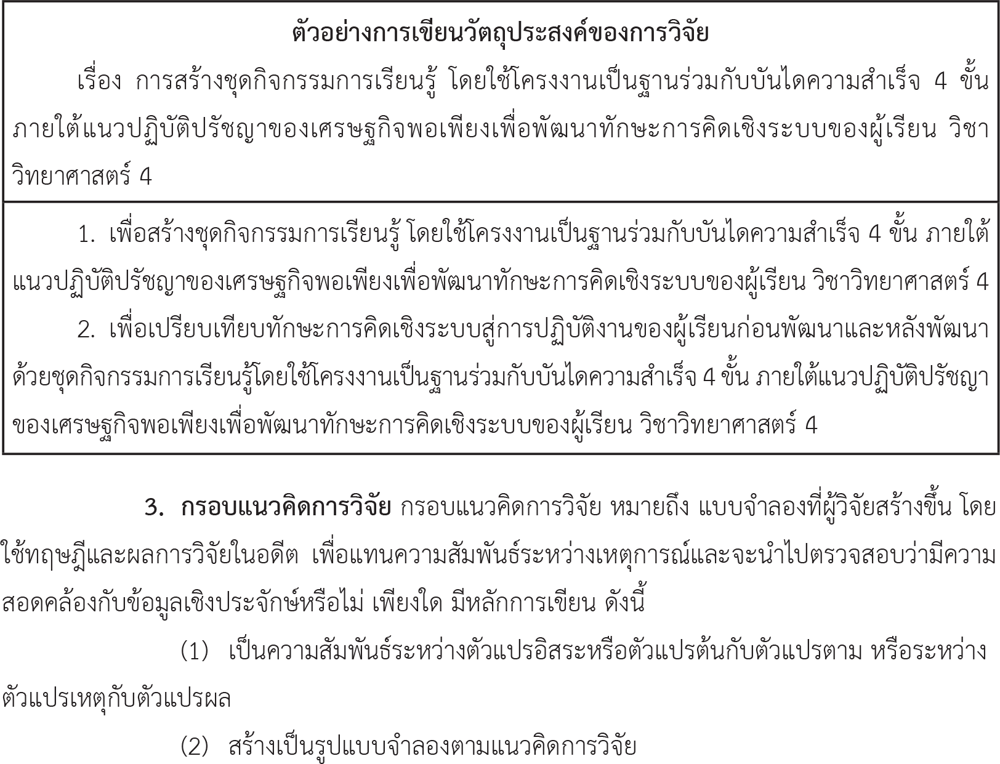 ตัวอย่างการเขียนวัตถุประสงค์ของการวิจัย
เรื่อง การสร้างชุดกิจกรรมการเรียนรู้ โดยใช้โครงงานเป็นฐานร่วมกับบันไดความสำเร็จ 4 ขั้น
ภายใต้แนวปฏิบัติปรัชญาของเศรษฐกิจพอเพียงเพื่อพัฒนาทักษะการคิดเชิงระบบของผู้เรียน วิชา
วิทยาศาสตร์ 4
1. เพื่อสร้างชุดกิจกรรมการเรียนรู้ โดยใช้โครงงานเป็นฐานร่วมกับบันไดความสำเร็จ 4 ขั้น ภายใต้
แนวปฏิบัติปรัชญาของเศรษฐกิจพอเพียงเพื่อพัฒนาทักษะการคิดเชิงระบบของผู้เรียน วิชาวิทยาศาสตร์ 4
2. เพื่อเปรียบเทียบทักษะการคิดเชิงระบบสู่การปฏิบัติงานของผู้เรียนก่อนพัฒนาและหลังพัฒนา
ด้วยชุดกิจกรรมการเรียนรู้โดยใช้โครงงานเป็นฐานร่วมกับบันไดความสำเร็จ 4 ขั้น ภายใต้แนวปฏิบัติปรัชญา
ของเศรษฐกิจพอเพียงเพื่อพัฒนาทักษะการคิดเชิงระบบของผู้เรียน วิชาวิทยาศาสตร์ 4
3. กรอบแนวคิดการวิจัย กรอบแนวคิดการวิจัย หมายถึง แบบจำลองที่ผู้วิจัยสร้างขึ้น โดย
ใช้ทฤษฎีและผลการวิจัยในอดีต เพื่อแทนความสัมพันธ์ระหว่างเหตุการณ์และจะนำไปตรวจสอบว่ามีความ
สอดคล้องกับข้อมูลเชิงประจักษ์หรือไม่ เพียงใด มีหลักการเขียน ดังนี้
(1) เป็นความสัมพันธ์ระหว่างตัวแปรอิสระหรือตัวแปรต้นกับตัวแปรตาม หรือระหว่าง
ตัวแปรเหตุกับตัวแปรผล
(2) สร้างเป็นรูปแบบจำลองตามแนวคิดการวิจัย